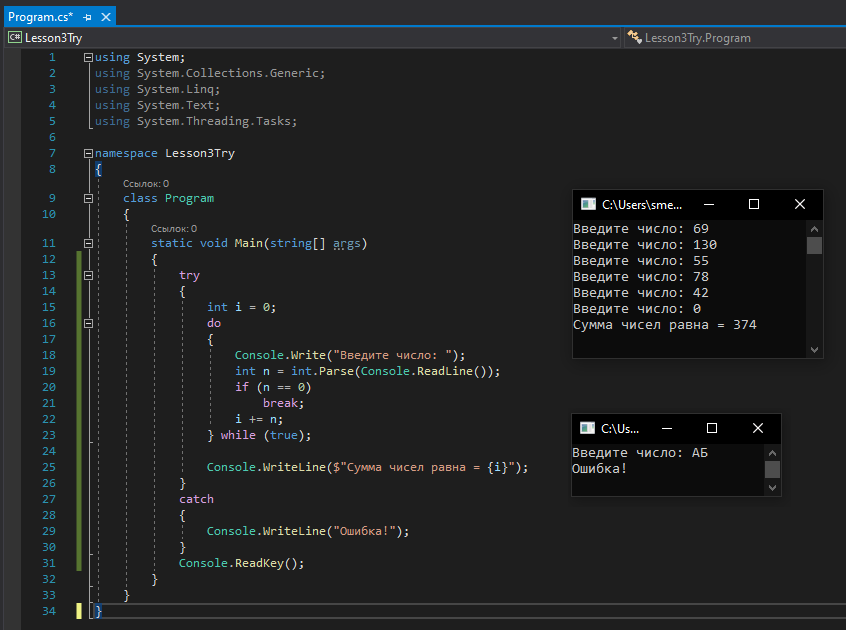 Program.cs*
C# Lesson3Try
Lesson3Try.Program
1 using System;
2 using System.Collections.Generic;
3 using System.Linq;
4 using System.Text;
5 using System.Threading.Tasks;
6
7 namespace Lesson3Try
8 {
Ссылок: 0
9 class Program
10 {
Ссылок: 0
11 static void Main(string[] args)
12 {
13 try
14 {
15 int i = 0;
16 do
17 {
18 Console.Write("Введите число: ");
19 int n = int.Parse(Console.ReadLine());
20 if (n == 0)
21 break;
22 i += n;
23 } while (true);
24
25 Console.WriteLine($"Сумма чисел равна = {i}");
26 }
27 catch
28 {
29 Console.WriteLine("Ошибка!");
30 }
31 Console.ReadKey();
32 }
33 }
34 }
C:\Users\sme...
Введите число: 69
Введите число: 130
Введите число: 55
Введите число: 78
Введите число: 42
Введите число: 0
Сумма чисел равна = 374
C:\Us...
Введите число: АБ
Ошибка!